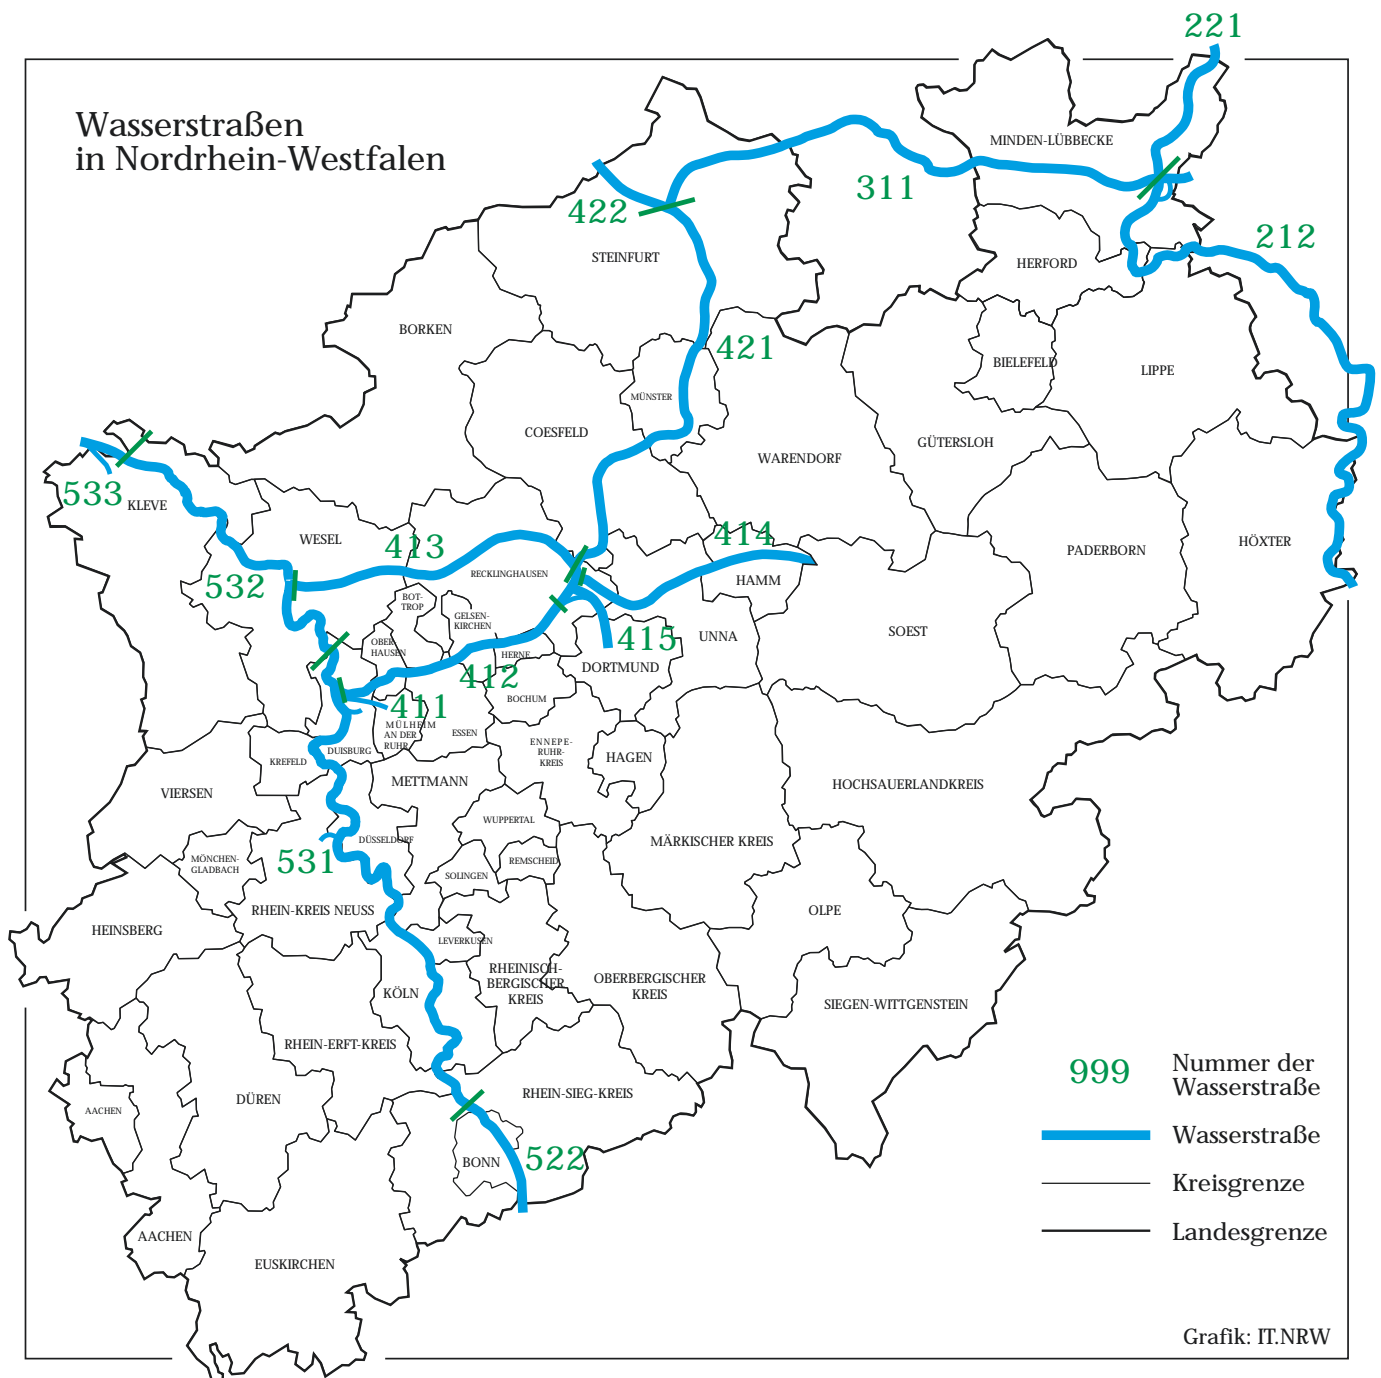 Wasserstraßen
in Nordrhein-Westfalen
221
MINDEN-LÜBBECKE
311
422
212
STEINFURT
HERFORD
BORKEN
421
BIELEFELD
LIPPE
MÜNSTER
COESFELD
GÜTERSLOH
WARENDORF
533
KLEVE
WESEL
413
414
PADERBORN
HÖXTER
RECKLINGHAUSEN
HAMM
532
BOT-
TROP
GELSEN-
KIRCHEN
OBER-
HAUSEN
HERNE
415
UNNA
SOEST
DORTMUND
412
411
BOCHUM
MÜLHEIM
AN DER
RUHR
ESSEN
DUISBURG
KREFELD
ENNEPE-
RUHR-
KREIS
HAGEN
METTMANN
HOCHSAUERLANDKREIS
VIERSEN
WUPPERTAL
DÜSSELDORF
MÄRKISCHER KREIS
MÖNCHEN-
GLADBACH
531
REMSCHEID
SOLINGEN
RHEIN-KREIS NEUSS
OLPE
HEINSBERG
LEVERKUSEN
RHEINISCH-
BERGISCHER
KREIS
OBERBERGISCHER
KREIS
KÖLN
SIEGEN-WITTGENSTEIN
RHEIN-ERFT-KREIS
RHEIN-SIEG-KREIS
DÜREN
AACHEN
BONN
522
AACHEN
EUSKIRCHEN
999
Nummer der
Wasserstraße
Wasserstraße
Kreisgrenze
Landesgrenze
Grafik: IT.NRW